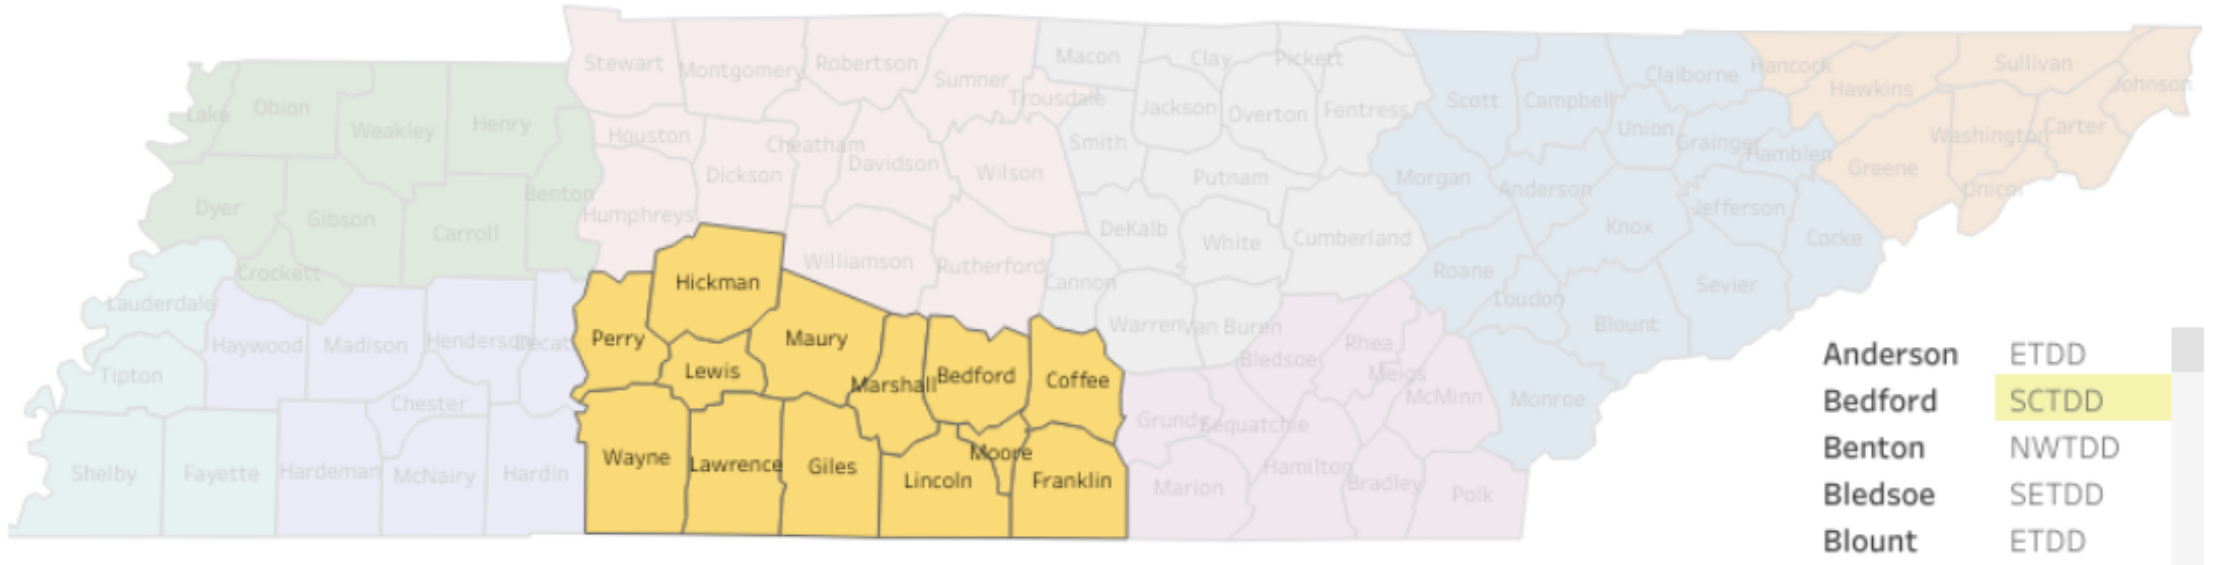 Stewart
Montgomery
Robertson
Sumner
Macon
Clay
Pickett
Scott
Campbell
Claiborne
Hancock
Hawkins
Sullivan
Johnson
Lake
Obion
Weakley
Henry
Houston
Cheatham
Trousdale
Jackson
Overton
Fentress
Union
Grainger
Hamblen
Washington
Carter
Greene
Unicoi
Dyer
Gibson
Carroll
Benton
Humphreys
Dickson
Davidson
Wilson
Smith
Putnam
DeKalb
White
Cumberland
Morgan
Anderson
Knox
Jefferson
Cocke
Crockett
Lauderdale
Hickman
Williamson
Rutherford
Cannon
Warren
Van Buren
Roane
Loudon
Blount
Sevier
Haywood
Madison
Henderson
Decatur
Perry
Lewis
Maury
Marshall
Bedford
Coffee
Bledsoe
Rhea
Meigs
McMinn
Monroe
Tipton
Chester
Grundy
Sequatchie
Shelby
Fayette
Hardeman
McNairy
Hardin
Wayne
Lawrence
Giles
Lincoln
Moore
Franklin
Marion
Hamilton
Bradley
Polk
Anderson ETDD
Bedford SCTDD
Benton NWTDD
Bledsoe SETDD
Blount ETDD